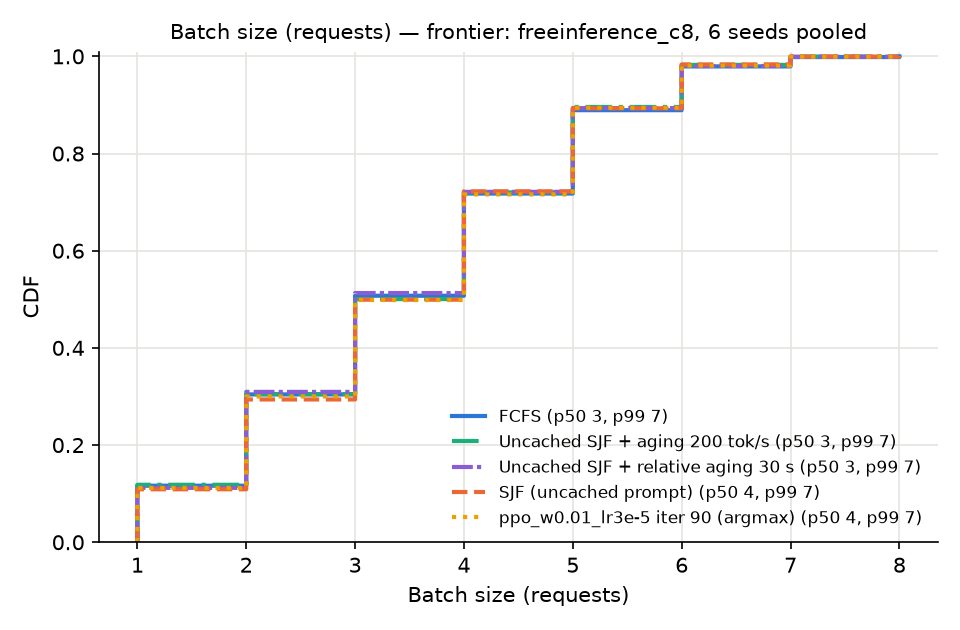 Batch size (requests) — frontier: freeinference_c8, 6 seeds pooled
1.0
0.8
0.6
0.4
0.2
0.0
CDF
FCFS (p50 3, p99 7)
Uncached SJF + aging 200 tok/s (p50 3, p99 7)
Uncached SJF + relative aging 30 s (p50 3, p99 7)
SJF (uncached prompt) (p50 4, p99 7)
ppo_w0.01_lr3e-5 iter 90 (argmax) (p50 4, p99 7)
1 2 3 4 5 6 7 8
Batch size (requests)